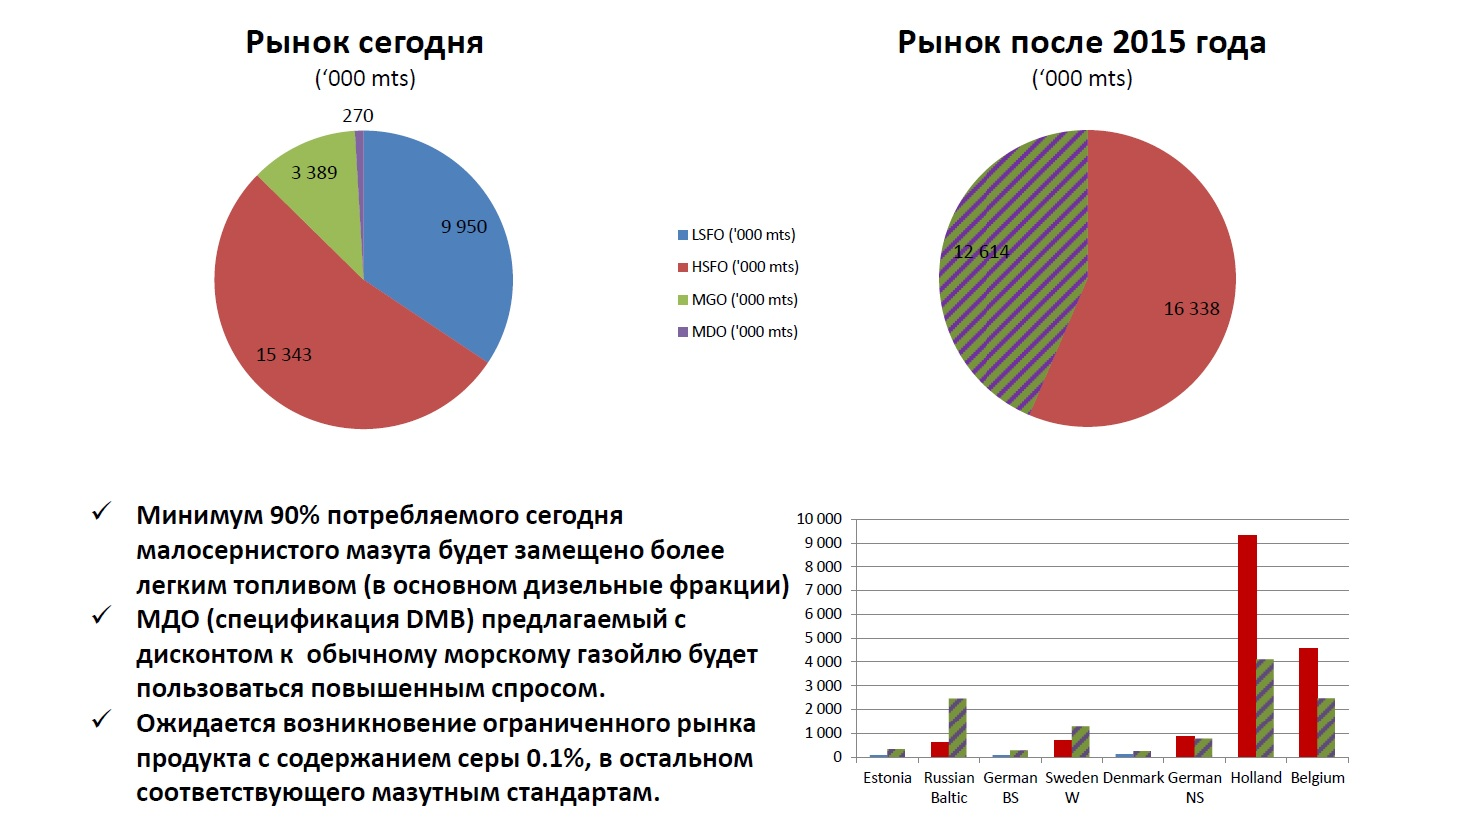 Рынок сегодня
(‘000 mts)
270
3 389
9 950
15 343
LSFO ('000 mts)
HSFO ('000 mts)
MGO ('000 mts)
MDO ('000 mts)
Рынок после 2015 года
(‘000 mts)
12 614
16 338
✓ Минимум 90% потребляемого сегодня
малосернистого мазута будет замещено более
легким топливом (в основном дизельные фракции)
✓ МДО (спецификация DMB) предлагаемый с
дисконтом к обычному морскому газойлю будет
пользоваться повышенным спросом.
✓ Ожидается возникновение ограниченного рынка
продукта с содержанием серы 0.1%, в остальном
соответствующего мазутным стандартам.
10 000
9 000
8 000
7 000
6 000
5 000
4 000
3 000
2 000
1 000
0
Estonia Russian German Sweden Denmark German Holland Belgium
Baltic BS W NS